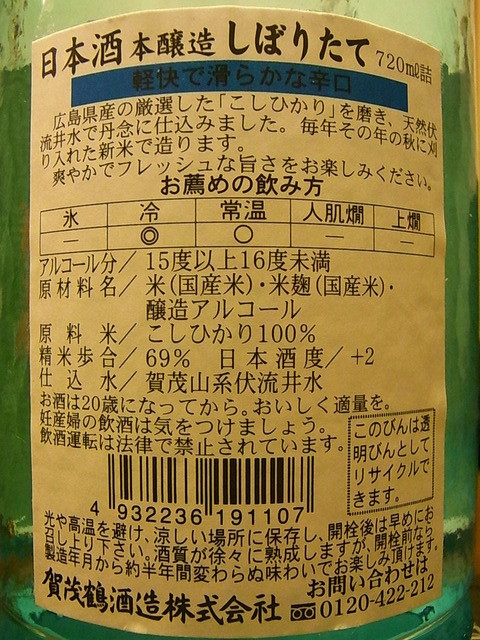 日本酒 本醸造 しぼりたて 720ml詰
軽快で滑らかな辛口
広島県産の厳選した「こしひかり」を磨き、天然伏
流井水で丹念に仕込みました。毎年その年の秋に刈
り入れた新米で造ります。
爽やかでフレッシュな旨さをお楽しみください。
お薦めの飲み方
氷 冷 常温 人肌燗 上燗
― ◎ ○ ― ―
アルコール分／ 15度以上16度未満
原材料名／ 米(国産米)・米麹(国産米)・
醸造アルコール
原料米／ こしひかり100%
精米歩合／ 69% 日本酒度／ +2
仕込水／ 賀茂山系伏流井水
お酒は20歳になってから。おいしく適量を。
妊産婦の飲酒は気をつけましょう。
飲酒運転は法律で禁止されています。
このびんは透
明びんとして
リサイクルで
きます。
4 932236 191107
光や高温を避け、涼しい場所に保存し、開栓後は早めにお
召し上り下さい。酒質が徐々に熟成しますが、開栓前なら
製造年月から約半年間変わらぬ味わいでお楽しみ頂けます。
賀茂鶴酒造株式会社 お問い合わせは
0120-422-212